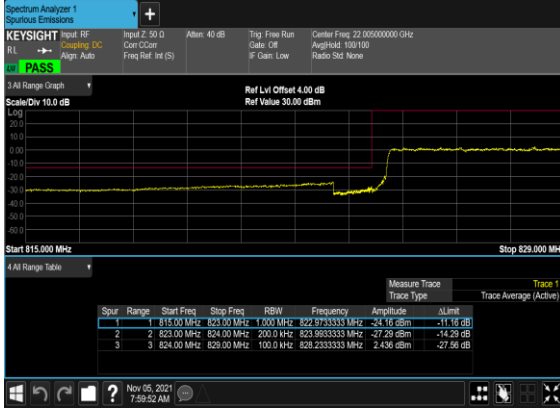 Spectrum Analyzer 1
Spurious Emissions
+
KEYSIGHT Input: RF Input Z: 50 Ω Atten: 40 dB Trig: Free Run Center Freq: 22.005000000 GHz
RL Coupling: DC Corr CCorr Gate: Off Avg|Hold: 100/100
Align: Auto Freq Ref: Int (S) IF Gain: Low Radio Std: None
PASS
3 All Range Graph
Ref Lvl Offset 4.00 dB
Scale/Div 10.0 dB Ref Value 30.00 dBm
Log
20.0
10.0
0.00
-10.0
-20.0
-30.0
-40.0
-50.0
-60.0
Start 815.000 MHz Stop 829.000 MH
4 All Range Table
Measure Trace Trace 1
Trace Type Trace Average (Active)
Spur Range Start Freq Stop Freq RBW Frequency Amplitude ΔLimit
1 1 815.00 MHz 823.00 MHz 1.000 MHz 822.9733333 MHz -24.16 dBm -11.16 dB
2 2 823.00 MHz 824.00 MHz 200.0 kHz 823.9933333 MHz -27.29 dBm -14.29 dB
3 3 824.00 MHz 829.00 MHz 100.0 kHz 828.2333333 MHz 2.436 dBm -27.56 dB
? Nov 05, 2021
7:59:52 AM